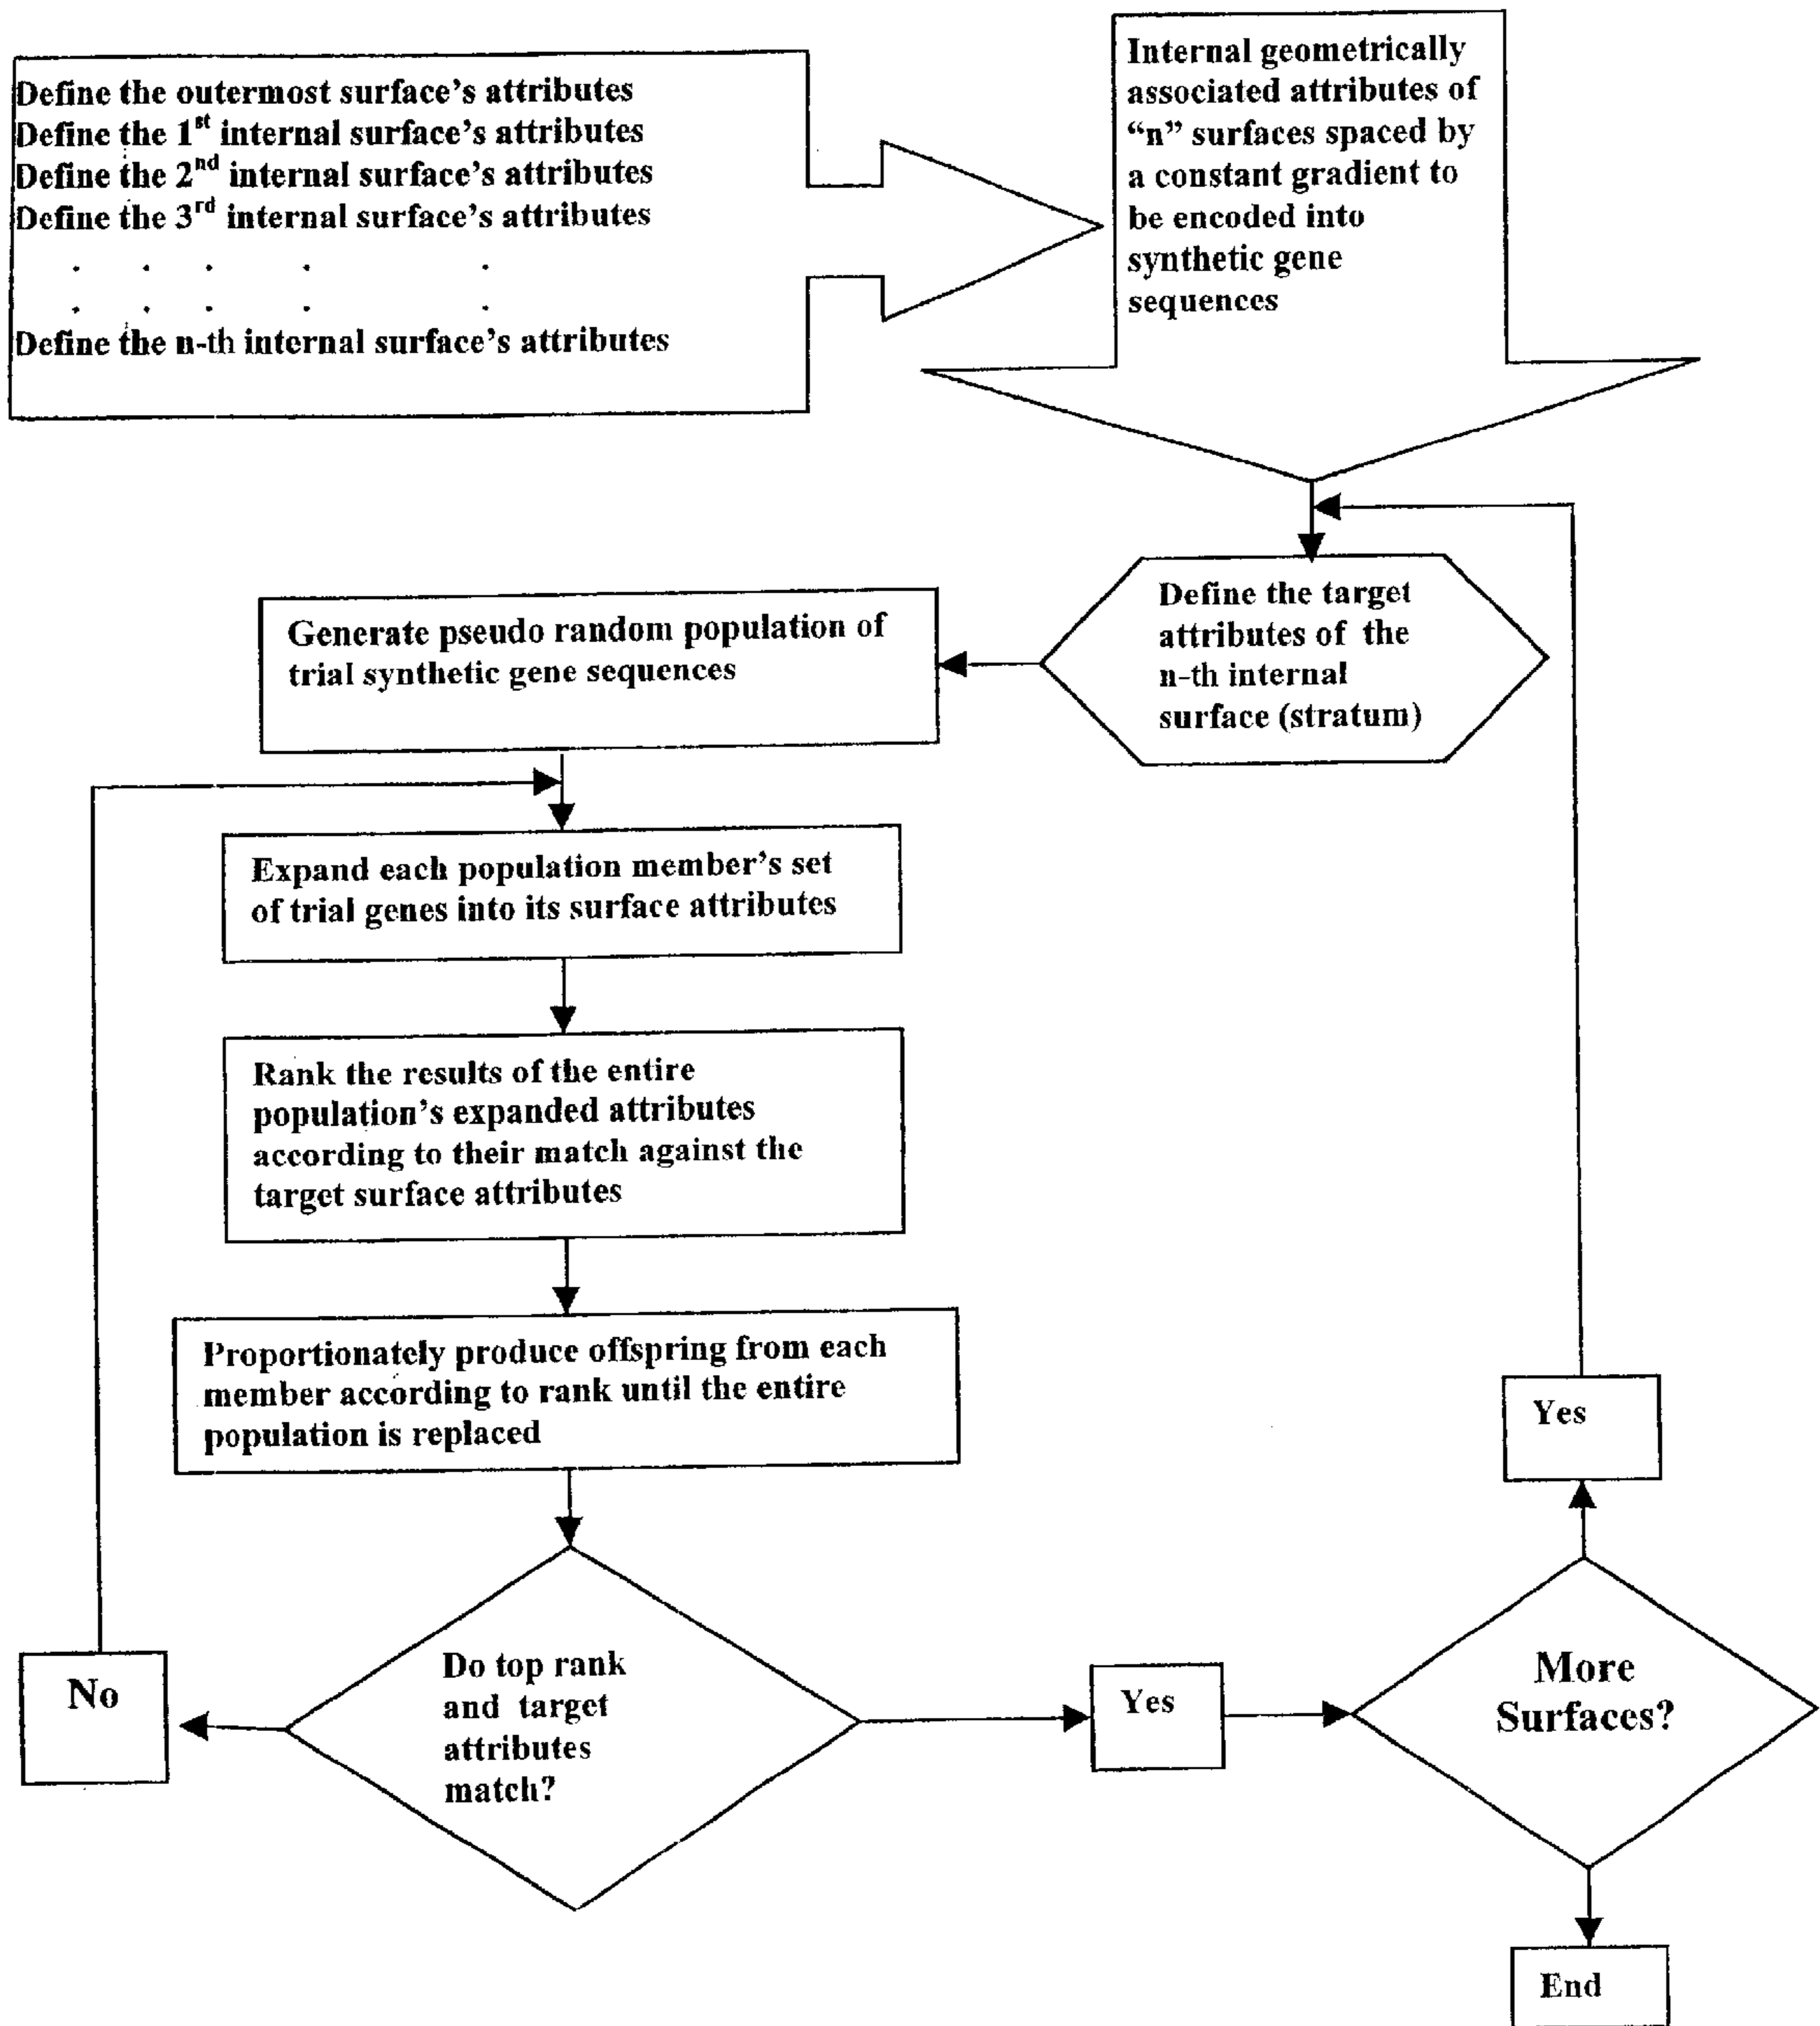 Define the outermost surface's attributes
Define the 1st internal surface's attributes
Define the 2nd internal surface's attributes
Define the 3rd internal surface's attributes
. . . . .
. . . . .
Define the n-th internal surface's attributes
Internal geometrically
associated attributes of
“n” surfaces spaced by
a constant gradient to
be encoded into
synthetic gene
sequences
Define the target
attributes of the
n-th internal
surface (stratum)
Generate pseudo random population of
trial synthetic gene sequences
Expand each population member's set
of trial genes into its surface attributes
Rank the results of the entire
population's expanded attributes
according to their match against the
target surface attributes
Proportionately produce offspring from each
member according to rank until the entire
population is replaced
Do top rank
and target
attributes
match?
No
Yes
More
Surfaces?
Yes
End